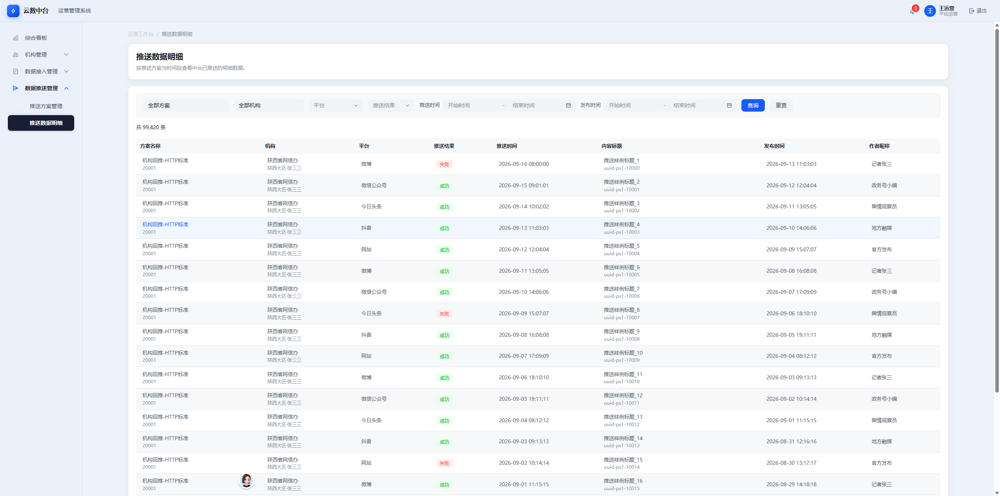 云数中台 运营管理系统 3 王 王运营 平台运营 退出
综合看板
机构管理
数据接入管理
数据推送管理
推送方案管理
推送数据明细
运营工作台 / 推送数据明细
推送数据明细
按推送方案与时间段查看中台已推送的明细数据。
全部方案 全部机构 平台 推送结果 推送时间 开始时间 - 结束时间 发布时间 开始时间 - 结束时间 查询 重置
共 99,420 条
方案名称 机构 平台 推送结果 推送时间 内容标题 发布时间 作者昵称
机构回推-HTTP标准 陕西省网信办 微博 失败 2026-09-16 08:00:00 推送样例标题_1 2026-09-13 11:03:03 记者张三
20001 陕西大区·张三三 uuid-ps1-10000
机构回推-HTTP标准 陕西省网信办 微信公众号 成功 2026-09-15 09:01:01 推送样例标题_2 2026-09-12 12:04:04 政务号小编
20001 陕西大区·张三三 uuid-ps1-10001
机构回推-HTTP标准 陕西省网信办 今日头条 成功 2026-09-14 10:02:02 推送样例标题_3 2026-09-11 13:05:05 舆情观察员
20001 陕西大区·张三三 uuid-ps1-10002
机构回推-HTTP标准 陕西省网信办 抖音 成功 2026-09-13 11:03:03 推送样例标题_4 2026-09-10 14:06:06 地方融媒
20001 陕西大区·张三三 uuid-ps1-10003
机构回推-HTTP标准 陕西省网信办 网站 成功 2026-09-12 12:04:04 推送样例标题_5 2026-09-09 15:07:07 官方发布
20001 陕西大区·张三三 uuid-ps1-10004
机构回推-HTTP标准 陕西省网信办 微博 成功 2026-09-11 13:05:05 推送样例标题_6 2026-09-08 16:08:08 记者张三
20001 陕西大区·张三三 uuid-ps1-10005
机构回推-HTTP标准 陕西省网信办 微信公众号 成功 2026-09-10 14:06:06 推送样例标题_7 2026-09-07 17:09:09 政务号小编
20001 陕西大区·张三三 uuid-ps1-10006
机构回推-HTTP标准 陕西省网信办 今日头条 失败 2026-09-09 15:07:07 推送样例标题_8 2026-09-06 18:10:10 舆情观察员
20001 陕西大区·张三三 uuid-ps1-10007
机构回推-HTTP标准 陕西省网信办 抖音 成功 2026-09-08 16:08:08 推送样例标题_9 2026-09-05 19:11:11 地方融媒
20001 陕西大区·张三三 uuid-ps1-10008
机构回推-HTTP标准 陕西省网信办 网站 成功 2026-09-07 17:09:09 推送样例标题_10 2026-09-04 08:12:12 官方发布
20001 陕西大区·张三三 uuid-ps1-10009
机构回推-HTTP标准 陕西省网信办 微博 成功 2026-09-06 18:10:10 推送样例标题_11 2026-09-03 09:13:13 记者张三
20001 陕西大区·张三三 uuid-ps1-10010
机构回推-HTTP标准 陕西省网信办 微信公众号 成功 2026-09-05 19:11:11 推送样例标题_12 2026-09-02 10:14:14 政务号小编
20001 陕西大区·张三三 uuid-ps1-10011
机构回推-HTTP标准 陕西省网信办 今日头条 成功 2026-09-04 08:12:12 推送样例标题_13 2026-09-01 11:15:15 舆情观察员
20001 陕西大区·张三三 uuid-ps1-10012
机构回推-HTTP标准 陕西省网信办 抖音 成功 2026-09-03 09:13:13 推送样例标题_14 2026-08-31 12:16:16 地方融媒
20001 陕西大区·张三三 uuid-ps1-10013
机构回推-HTTP标准 陕西省网信办 网站 失败 2026-09-02 10:14:14 推送样例标题_15 2026-08-30 13:17:17 官方发布
20001 陕西大区·张三三 uuid-ps1-10014
机构回推-HTTP标准 陕西省网信办 微博 成功 2026-09-01 11:15:15 推送样例标题_16 2026-08-29 14:18:18 记者张三
20001 陕西大区·张三三 uuid-ps1-10015